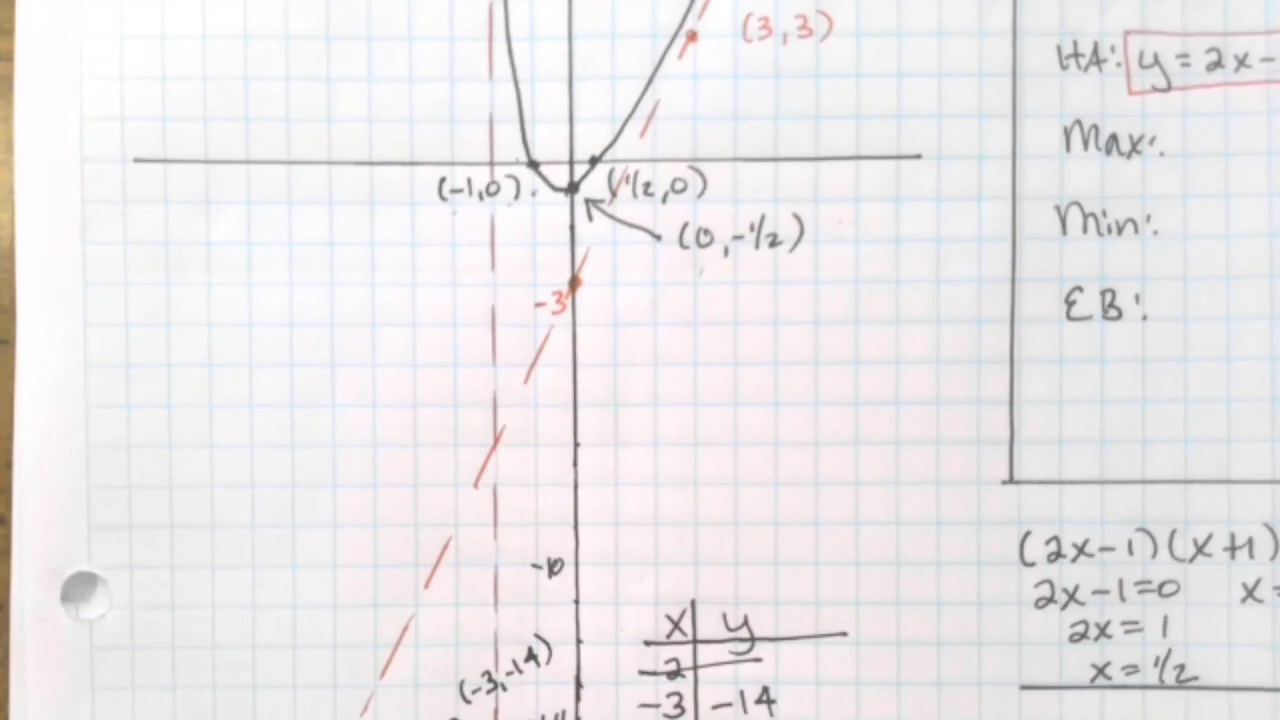 (3,3)
HA: y = 2x-
Max:
(-1,0)
(1/2,0)
Min:
(0,-1/2)
-3
EB:
(2x-1)(x+1)
-10
2x-1=0 x=
x y
2x = 1
-2
(-3,-14)
x = 1/2
-3 -14